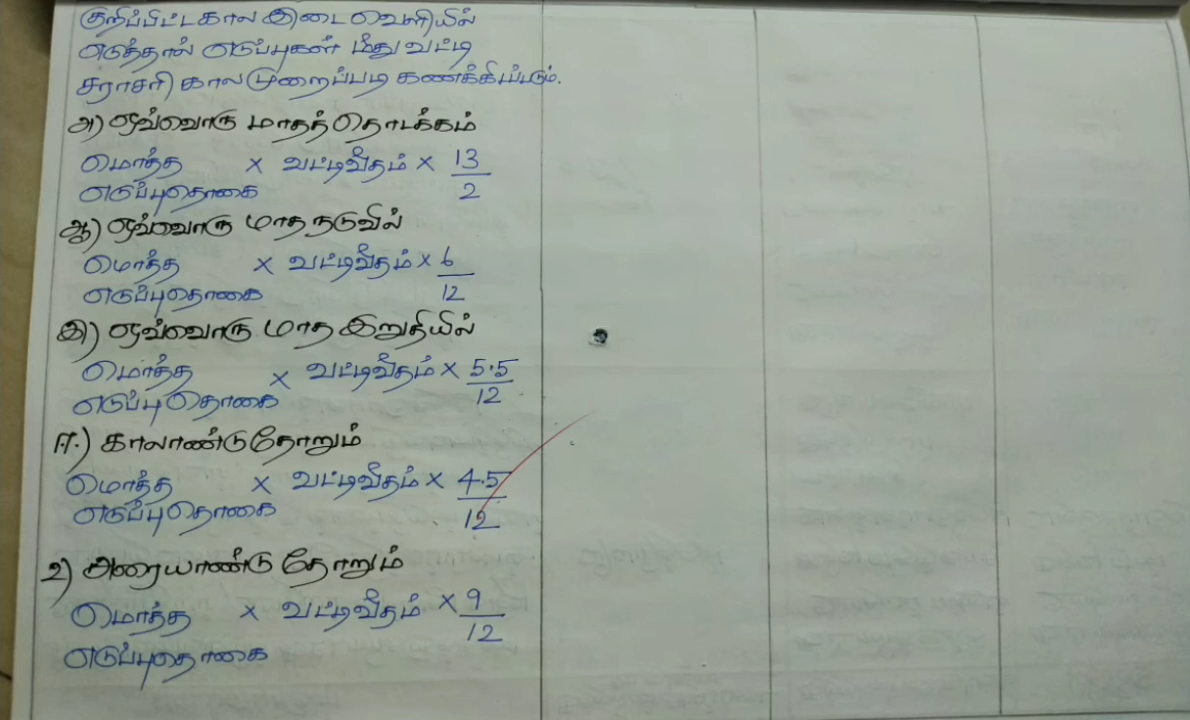 குறிப்பிட்ட கால இடைவெளியில்
எடுத்தால் எடுப்புகள் மீது வட்டி
சராசரி காலமுறைப்படி கணக்கிடப்படும்.
அ) ஒவ்வொரு மாதத் தொடக்கம்
மொத்த x வட்டிவீதம் x 13/2
எடுப்புதொகை
ஆ) ஒவ்வொரு மாத நடுவில்
மொத்த x வட்டிவீதம் x 6/12
எடுப்புதொகை
இ) ஒவ்வொரு மாத இறுதியில்
மொத்த x வட்டிவீதம் x 5.5/12
எடுப்பு தொகை
ஈ) காலாண்டுதோறும்
மொத்த x வட்டிவீதம் x 4.5/12
எடுப்பு தொகை
உ) அரையாண்டு தோறும்
மொத்த x வட்டிவீதம் x 9/12
எடுப்புதொகை